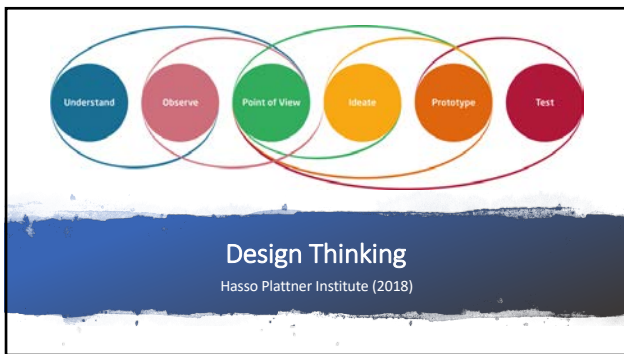 Understand
Observe
Point of View
Ideate
Prototype
Test
Design Thinking
Hasso Plattner Institute (2018)